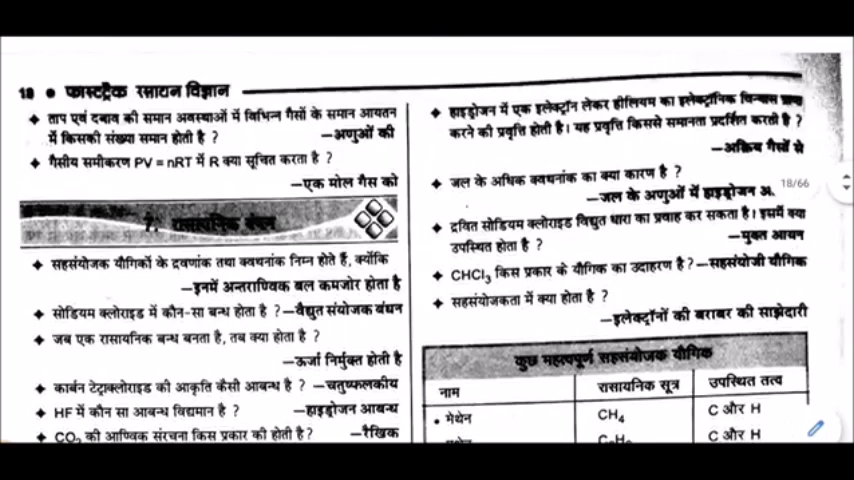 18 • फास्टट्रैक रसायन विज्ञान
ताप एवं दबाव की समान अवस्थाओं में विभिन्न गैसों के समान आयतन
में किसकी संख्या समान होती है ? —अणुओं की
गैसीय समीकरण PV = nRT में R क्या सूचित करता है ?
—एक मोल गैस को
7. रासायनिक बंधन
सहसंयोजक यौगिकों के द्रवणांक तथा क्वथनांक निम्न होते हैं, क्योंकि
—इनमें अन्तराण्विक बल कमजोर होता है
सोडियम क्लोराइड में कौन-सा बन्ध होता है ? —वैद्युत संयोजक बंधन
जब एक रासायनिक बन्ध बनता है, तब क्या होता है ?
—ऊर्जा निर्मुक्त होती है
कार्बन टेट्राक्लोराइड की आकृति कैसी आबन्ध है ? —चतुष्फलकीय
HF में कौन सा आबन्ध विद्यमान है ? —हाइड्रोजन आबन्ध
CO2 की आण्विक संरचना किस प्रकार की होती है? —रैखिक
हाइड्रोजन में एक इलेक्ट्रॉन लेकर हीलियम का इलेक्ट्रॉनिक विन्यास प्राप्त
करने की प्रवृत्ति होती है। यह प्रवृत्ति किससे समानता प्रदर्शित करती है ?
—अक्रिय गैसों से
जल के अधिक क्वथनांक का क्या कारण है ?
—जल के अणुओं में हाइड्रोजन 18/66
द्रवित सोडियम क्लोराइड विद्युत धारा का प्रवाह कर सकता है। इसमें क्या
उपस्थित होता है ? —मुक्त आयन
CHCl3 किस प्रकार के यौगिक का उदाहरण है ? —सहसंयोजी यौगिक
सहसंयोजकता में क्या होता है ?
—इलेक्ट्रॉनों की बराबर की साझेदारी
कुछ महत्वपूर्ण सहसंयोजक यौगिक
नाम रासायनिक सूत्र उपस्थित तत्व
• मेथेन CH4 C और H
C और H